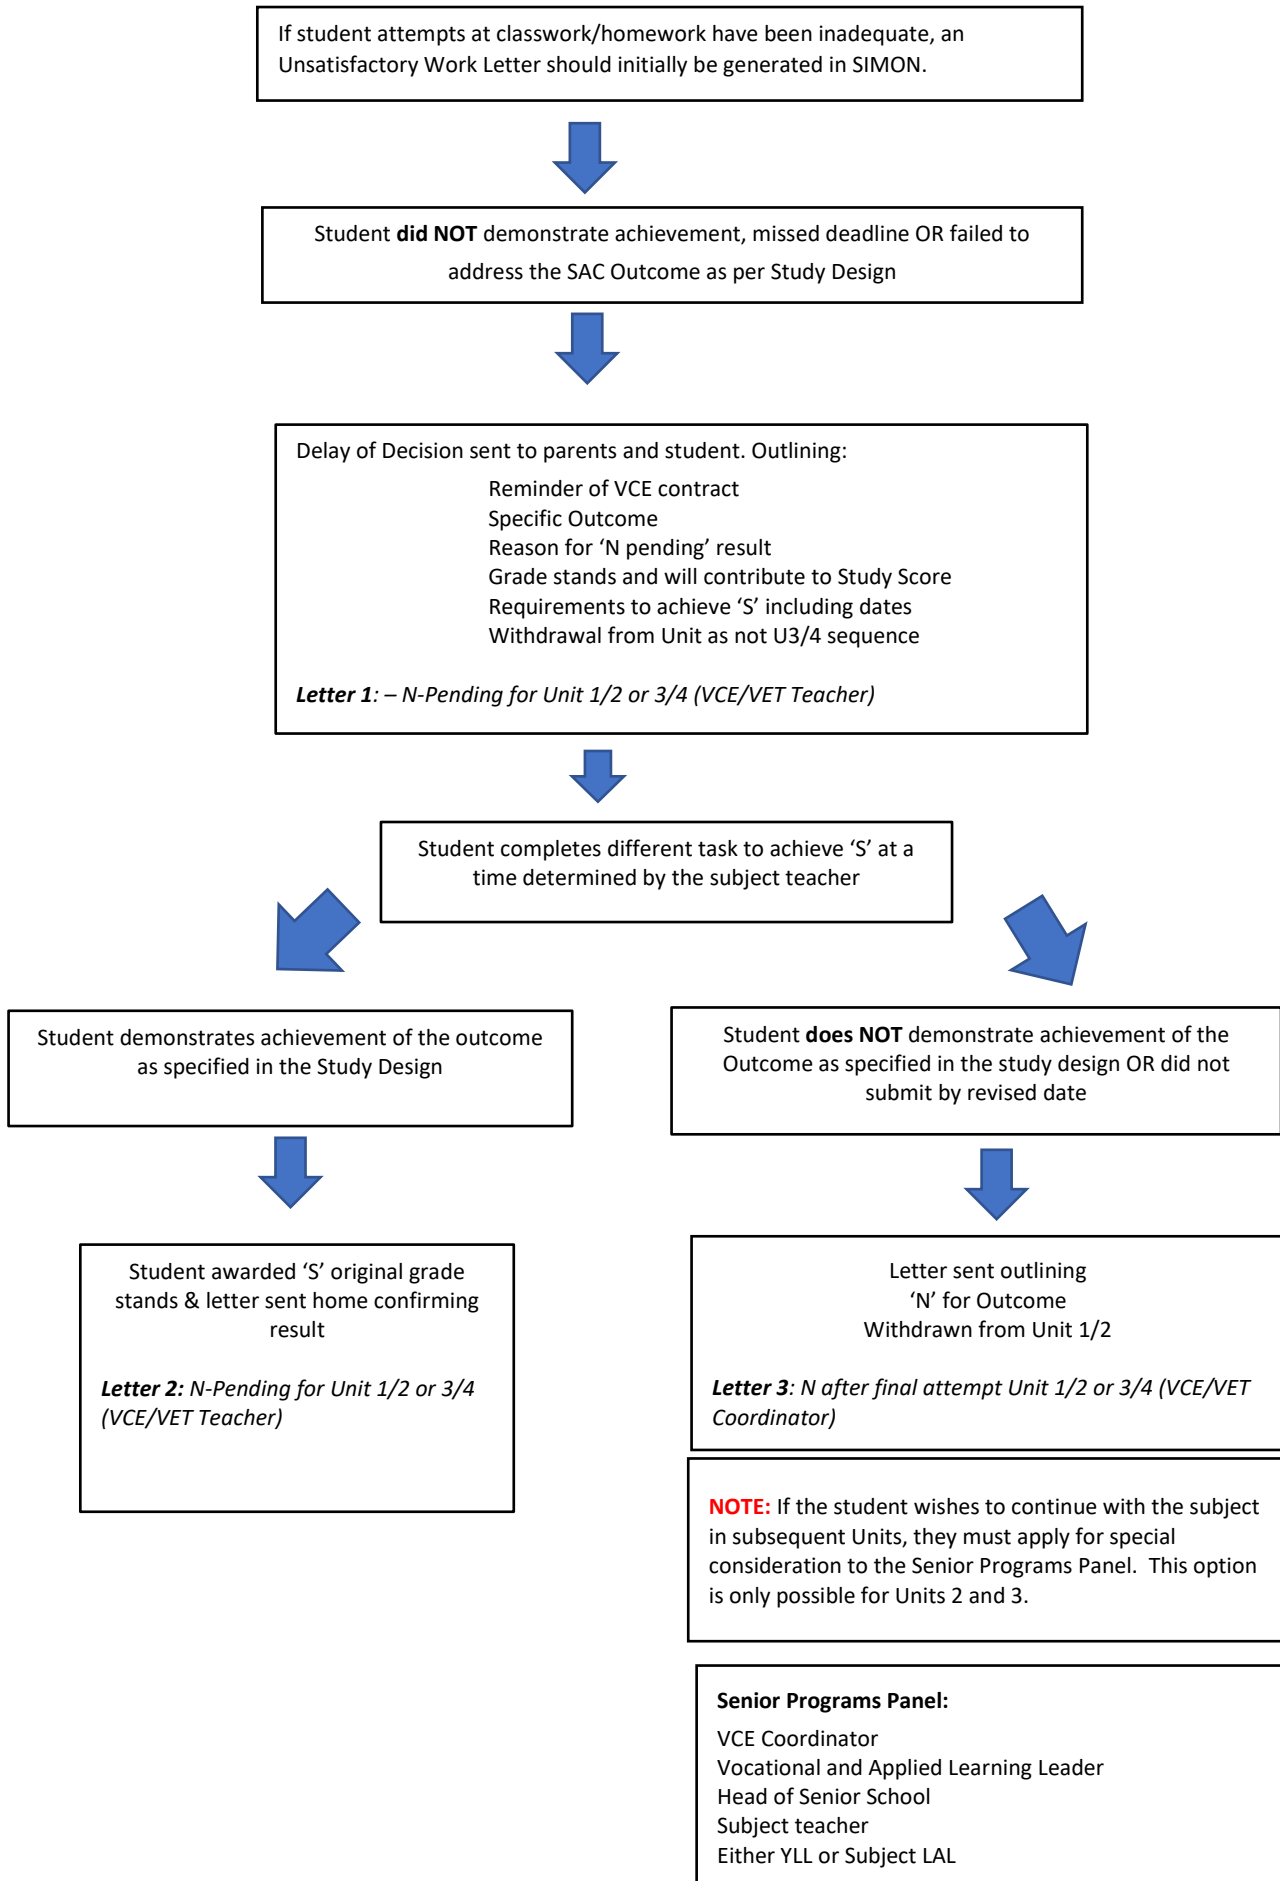 If student attempts at classwork/homework have been inadequate, an
Unsatisfactory Work Letter should initially be generated in SIMON.
Student did NOT demonstrate achievement, missed deadline OR failed to
address the SAC Outcome as per Study Design
Delay of Decision sent to parents and student. Outlining:
Reminder of VCE contract
Specific Outcome
Reason for ‘N pending’ result
Grade stands and will contribute to Study Score
Requirements to achieve ‘S’ including dates
Withdrawal from Unit as not U3/4 sequence
Letter 1: – N-Pending for Unit 1/2 or 3/4 (VCE/VET Teacher)
Student completes different task to achieve ‘S’ at a
time determined by the subject teacher
Student demonstrates achievement of the outcome
as specified in the Study Design
Student does NOT demonstrate achievement of the
Outcome as specified in the study design OR did not
submit by revised date
Student awarded ‘S’ original grade
stands & letter sent home confirming
result
Letter 2: N-Pending for Unit 1/2 or 3/4
(VCE/VET Teacher)
Letter sent outlining
‘N’ for Outcome
Withdrawn from Unit 1/2
Letter 3: N after final attempt Unit 1/2 or 3/4 (VCE/VET
Coordinator)
NOTE: If the student wishes to continue with the subject
in subsequent Units, they must apply for special
consideration to the Senior Programs Panel.  This option
is only possible for Units 2 and 3.
Senior Programs Panel:
VCE Coordinator
Vocational and Applied Learning Leader
Head of Senior School
Subject teacher
Either YLL or Subject LAL